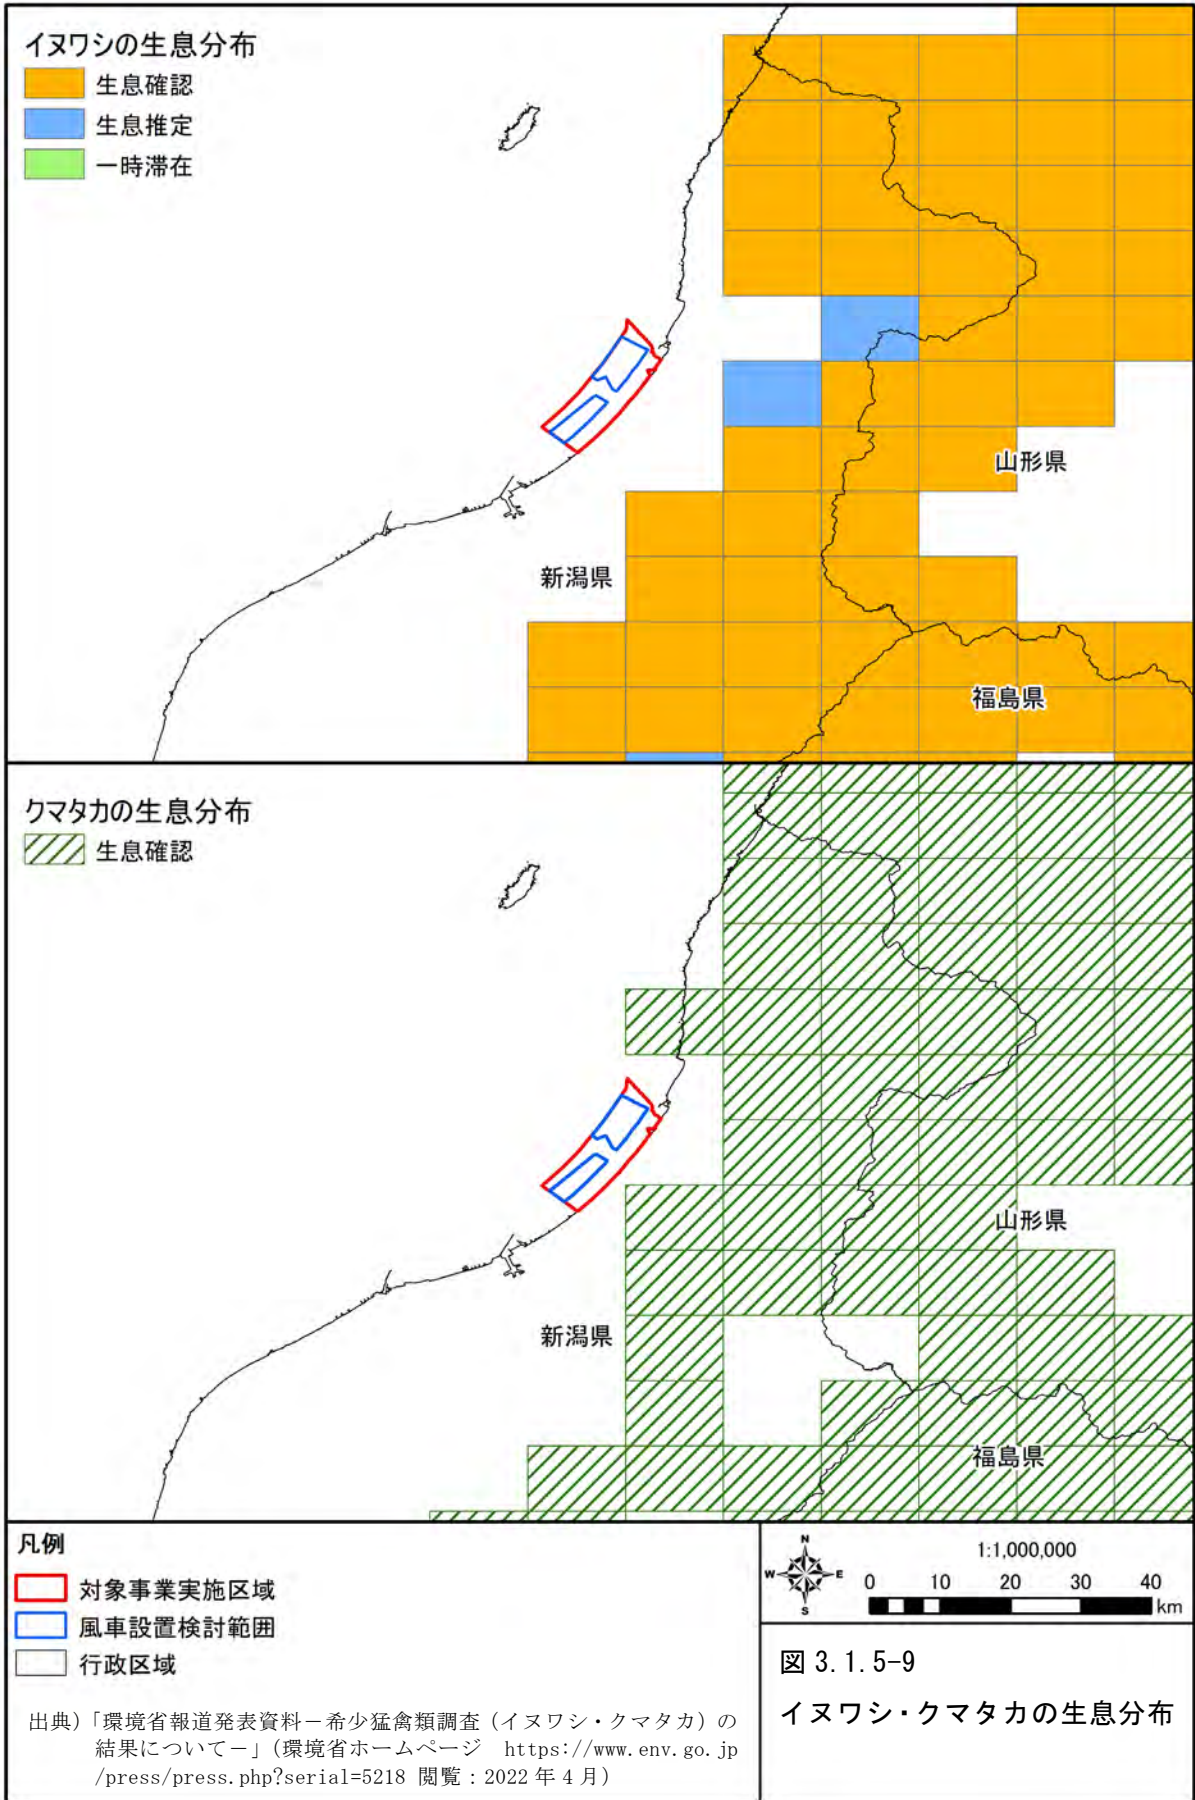 イヌワシの生息分布
生息確認
生息推定
一時滞在
山形県
新潟県
福島県
クマタカの生息分布
生息確認
山形県
新潟県
福島県
凡例
対象事業実施区域
風車設置検討範囲
行政区域
出典)「環境省報道発表資料－希少猛禽類調査（イヌワシ・クマタカ）の
結果について－」（環境省ホームページ　https://www.env.go.jp
/press/press.php?serial=5218 閲覧：2022年4月）
N
W E
S
1:1,000,000
0 10 20 30 40
km
図 3.1.5-9
イヌワシ・クマタカの生息分布